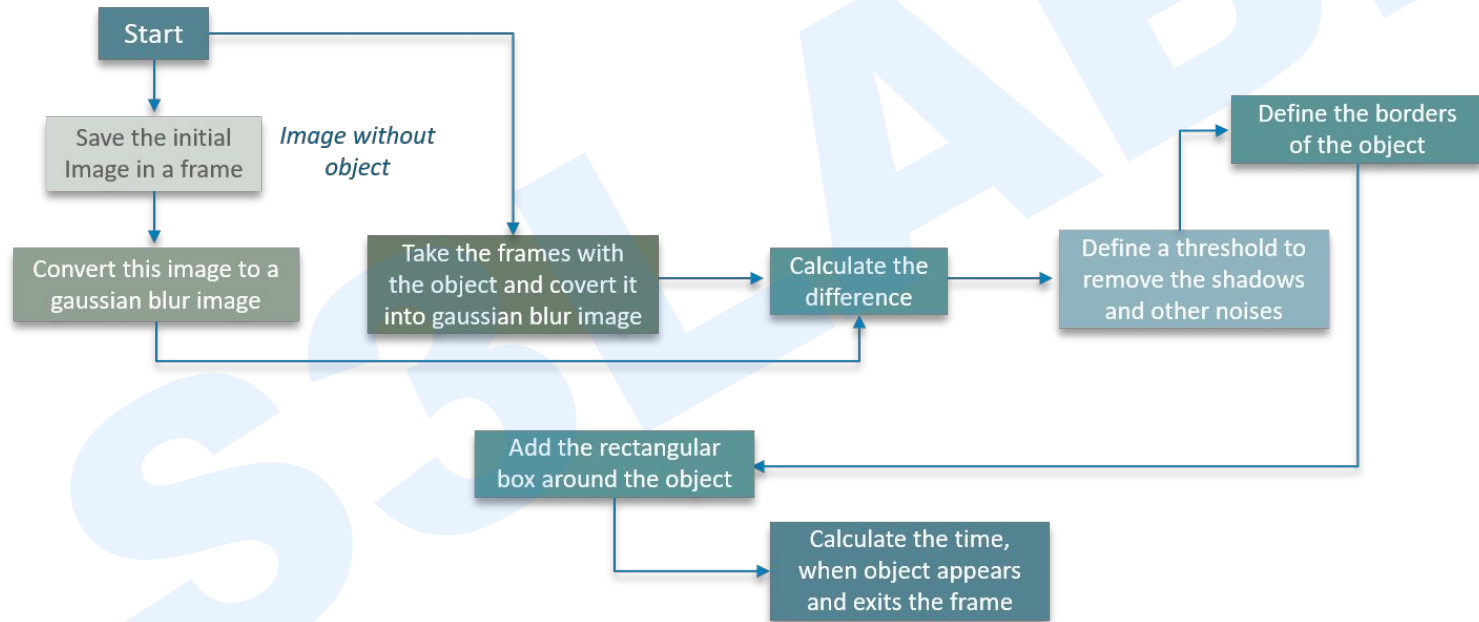 Start
Save the initial
Image in a frame
Image without
object
Convert this image to a
gaussian blur image
Take the frames with
the object and covert it
into gaussian blur image
Calculate the
difference
Define a threshold to
remove the shadows
and other noises
Define the borders
of the object
Add the rectangular
box around the object
Calculate the time,
when object appears
and exits the frame
S3LAB